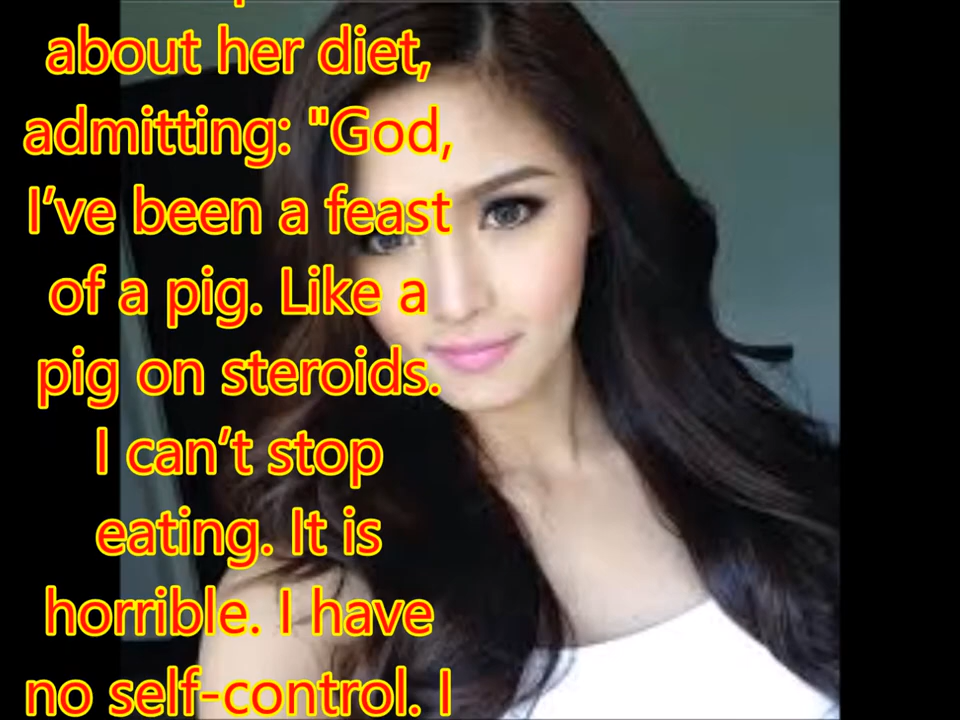 about her diet,
admitting: "God,
I’ve been a feast
of a pig. Like a
pig on steroids.
I can’t stop
eating. It is
horrible. I have
no self-control. I